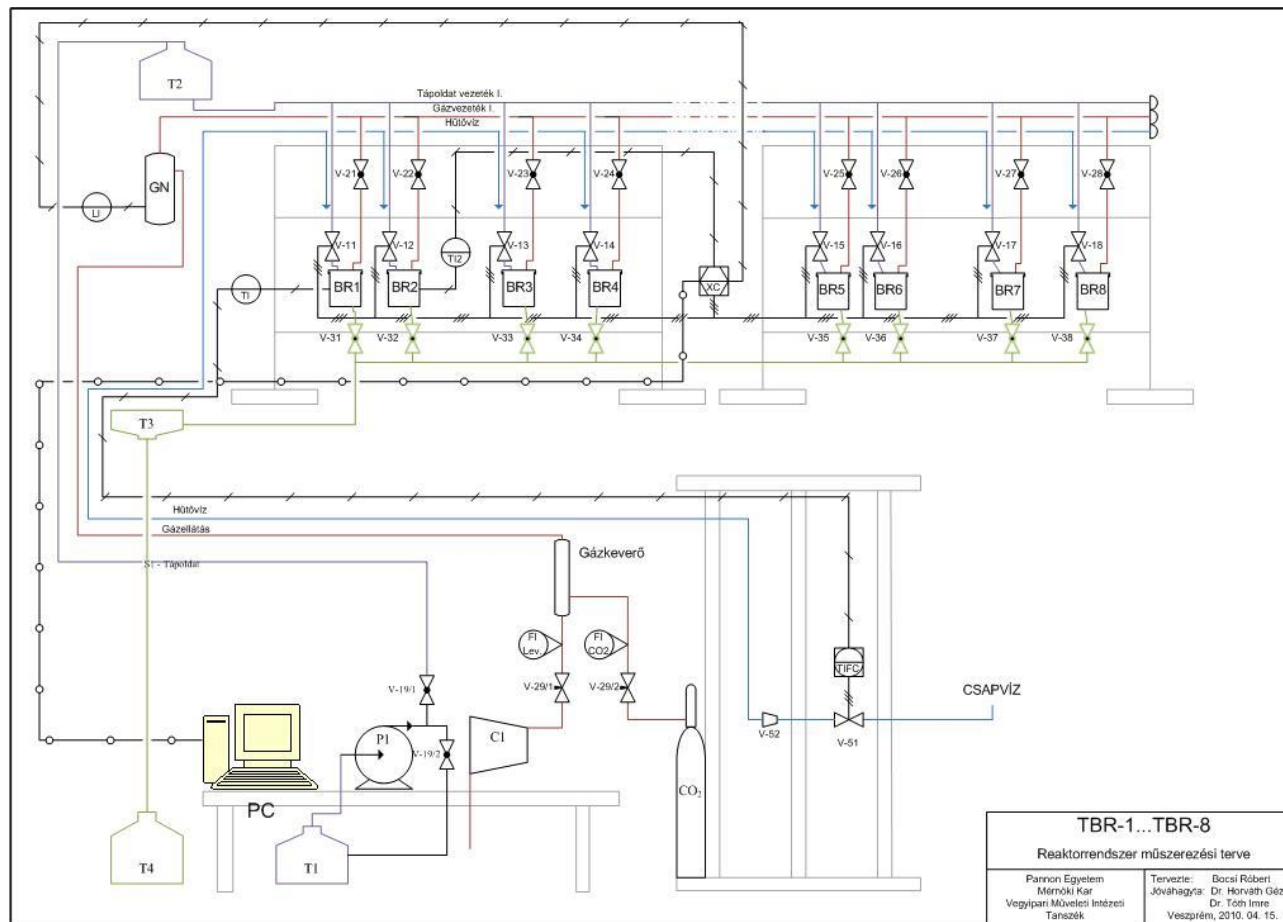 T2
Tápoldat vezeték I.
Gázvezeték I.
Hűtővíz
GN
LI
V-21
V-22
V-23
V-24
V-25
V-26
V-27
V-28
V-11
V-12
V-13
V-14
V-15
V-16
V-17
V-18
TI2
TI
XC
BR1
BR2
BR3
BR4
BR5
BR6
BR7
BR8
V-31
V-32
V-33
V-34
V-35
V-36
V-37
V-38
T3
Hűtővíz
Gázellátás
S1 - Tápoldat
Gázkeverő
FI
Lev.
FI
CO2
TIFC
V-29/1
V-29/2
V-19/1
V-19/2
CSAPVÍZ
V-52
V-51
P1
C1
CO₂
PC
T4
T1
TBR-1...TBR-8
Reaktorrendszer műszerezési terve
Pannon Egyetem
Mérnöki Kar
Vegyipari Műveleti Intézeti
Tanszék
Tervezte: Bocsi Róbert
Jóváhagyta: Dr. Horváth Géz
Dr. Tóth Imre
Veszprém, 2010. 04. 15.